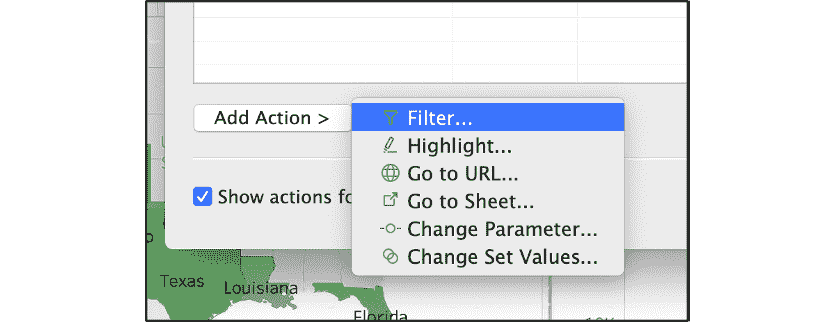 Add Action >
Filter...
Highlight...
Go to URL...
Go to Sheet...
Change Parameter...
Change Set Values...
Show actions fo
Texas
Louisiana
Florida